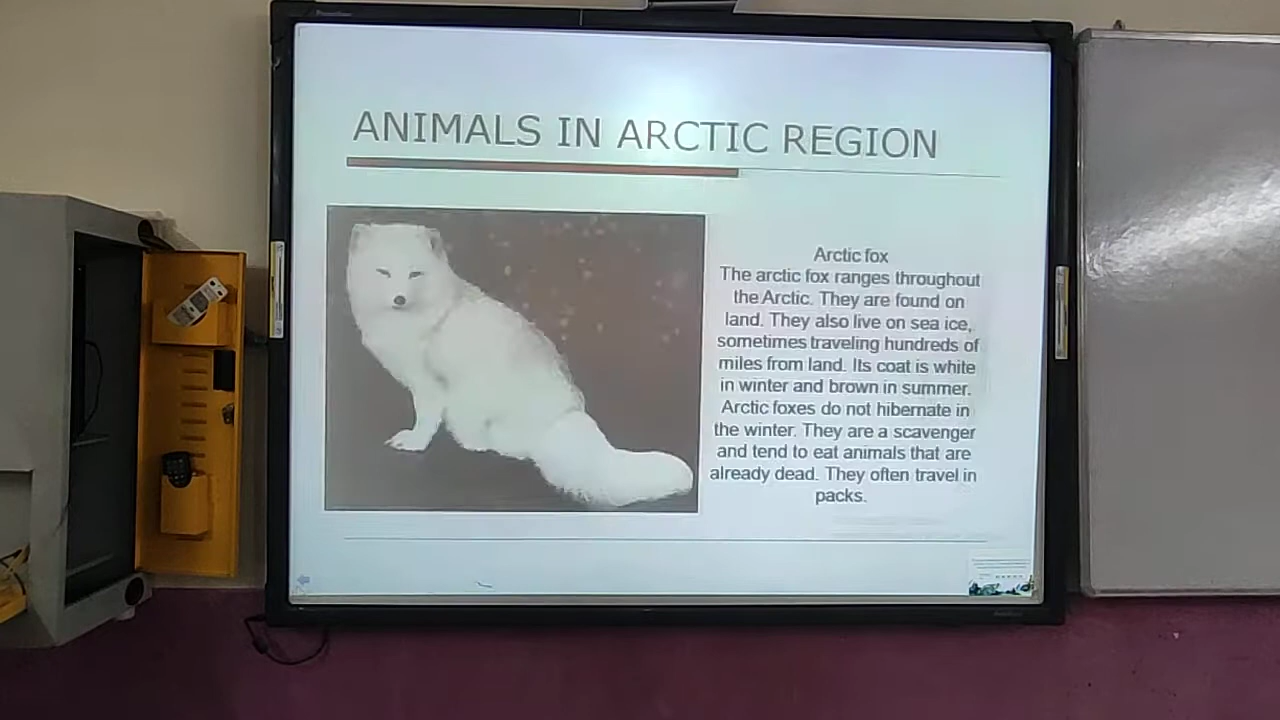 ANIMALS IN ARCTIC REGION
Arctic fox
The arctic fox ranges throughout
the Arctic. They are found on
land. They also live on sea ice,
sometimes traveling hundreds of
miles from land. Its coat is white
in winter and brown in summer.
Arctic foxes do not hibernate in
the winter. They are a scavenger
and tend to eat animals that are
already dead. They often travel in
packs.